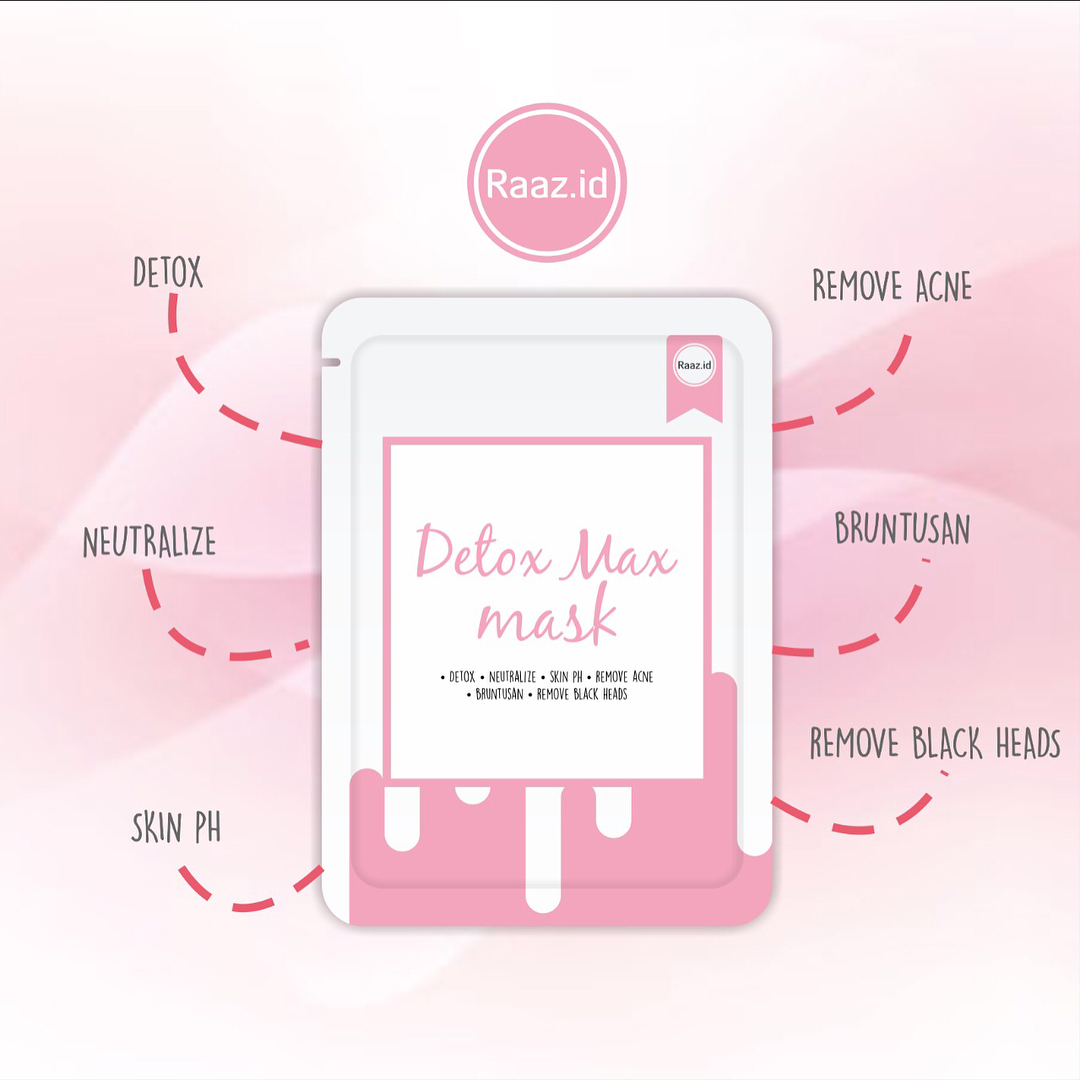 Raaz.id
DETOX
REMOVE ACNE
Raaz.id
NEUTRALIZE
BRUNTUSAN
Detox Max
mask
• DETOX • NEUTRALIZE • SKIN PH • REMOVE ACNE
• BRUNTUSAN • REMOVE BLACK HEADS
REMOVE BLACK HEADS
SKIN PH